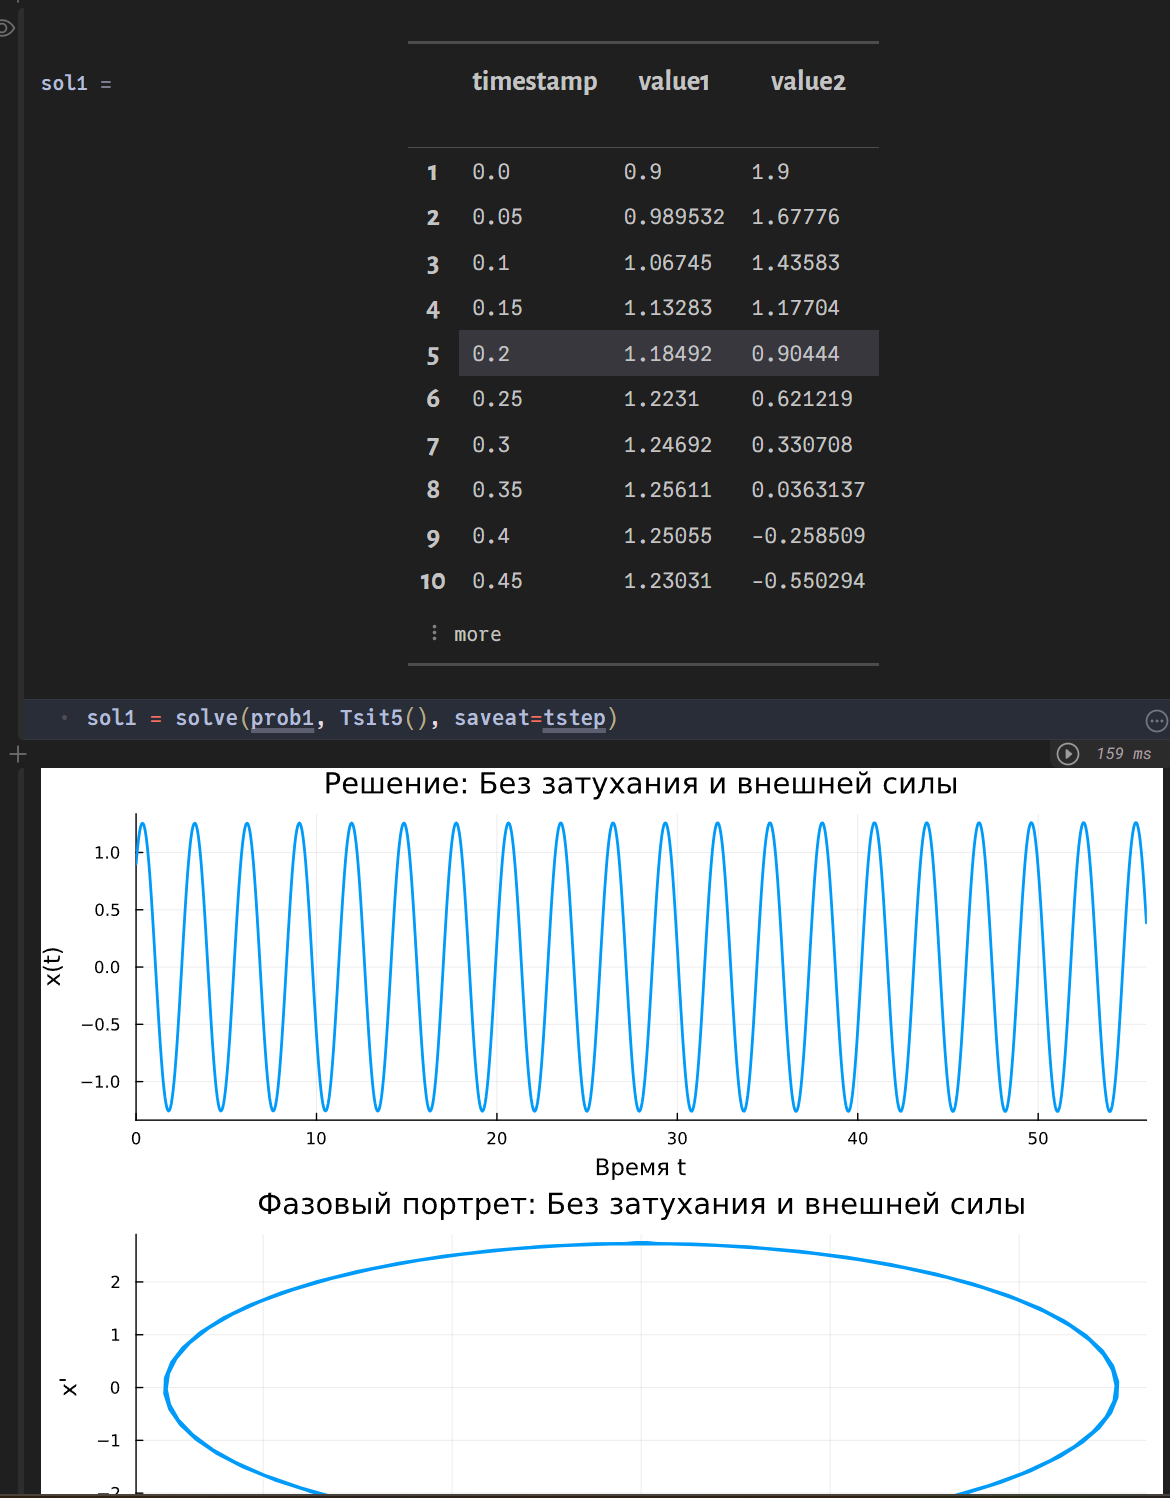 sol1 =
timestamp value1 value2
1 0.0 0.9 1.9
2 0.05 0.989532 1.67776
3 0.1 1.06745 1.43583
4 0.15 1.13283 1.17704
5 0.2 1.18492 0.90444
6 0.25 1.2231 0.621219
7 0.3 1.24692 0.330708
8 0.35 1.25611 0.0363137
9 0.4 1.25055 -0.258509
10 0.45 1.23031 -0.550294
⋮ more
sol1 = solve(prob1, Tsit5(), saveat=tstep)
159 ms
Решение: Без затухания и внешней силы
1.0
0.5
0.0
−0.5
−1.0
x(t)
0 10 20 30 40 50
Время t
Фазовый портрет: Без затухания и внешней силы
2
1
0
−1
−2
x'